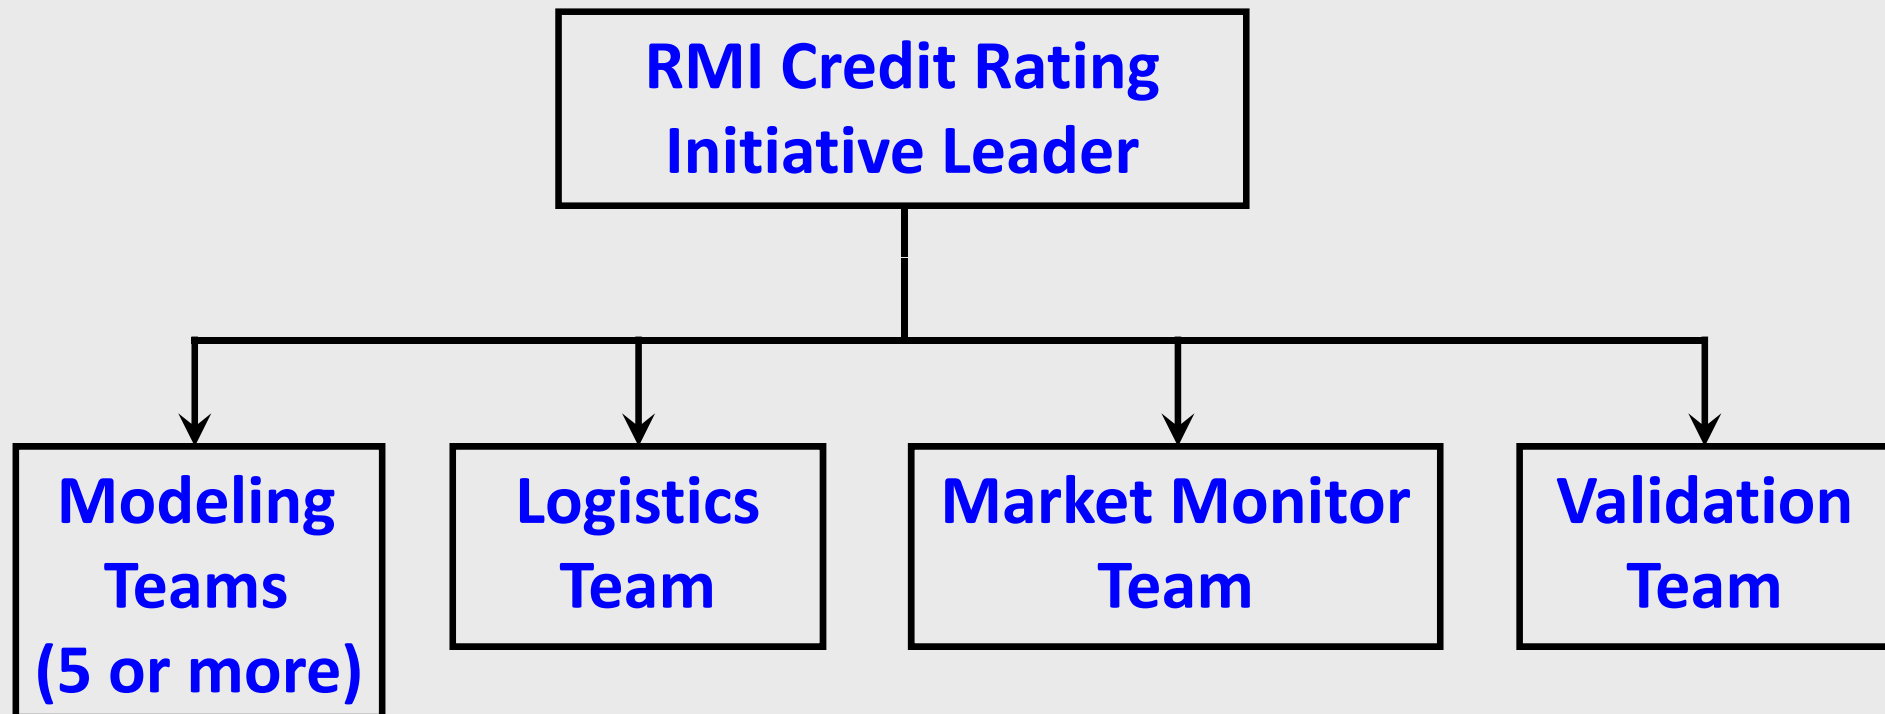 RMI Credit Rating
Initiative Leader
Modeling
Teams
(5 or more)
Logistics
Team
Market Monitor
Team
Validation
Team